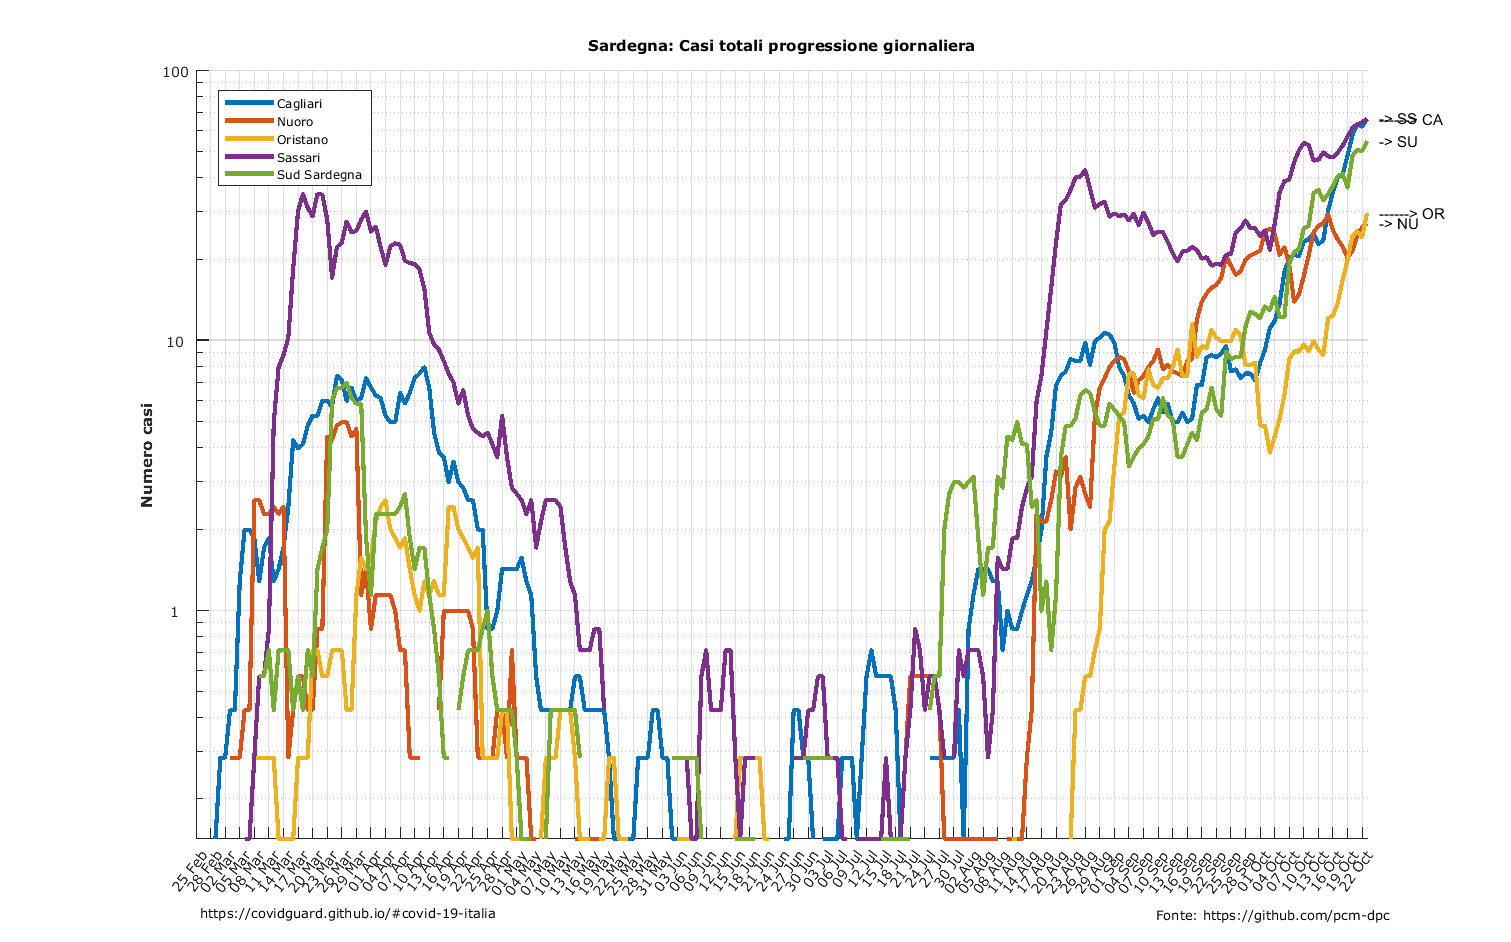 Sardegna: Casi totali progressione giornaliera
100
10
1
Numero casi
Cagliari
Nuoro
Oristano
Sassari
Sud Sardegna
-> SS
------> CA
-> SU
------> OR
-> NU
25 Feb
28 Feb
02 Mar
05 Mar
08 Mar
11 Mar
14 Mar
17 Mar
20 Mar
23 Mar
26 Mar
29 Mar
01 Apr
04 Apr
07 Apr
10 Apr
13 Apr
16 Apr
19 Apr
22 Apr
25 Apr
28 Apr
01 May
04 May
07 May
10 May
13 May
16 May
19 May
22 May
25 May
28 May
31 May
03 Jun
06 Jun
09 Jun
12 Jun
15 Jun
18 Jun
21 Jun
24 Jun
27 Jun
30 Jun
03 Jul
06 Jul
09 Jul
12 Jul
15 Jul
18 Jul
21 Jul
24 Jul
27 Jul
30 Jul
02 Aug
05 Aug
08 Aug
11 Aug
14 Aug
17 Aug
20 Aug
23 Aug
26 Aug
29 Aug
01 Sep
04 Sep
07 Sep
10 Sep
13 Sep
16 Sep
19 Sep
22 Sep
25 Sep
28 Sep
01 Oct
04 Oct
07 Oct
10 Oct
13 Oct
16 Oct
19 Oct
22 Oct
https://covidguard.github.io/#covid-19-italia
Fonte: https://github.com/pcm-dpc